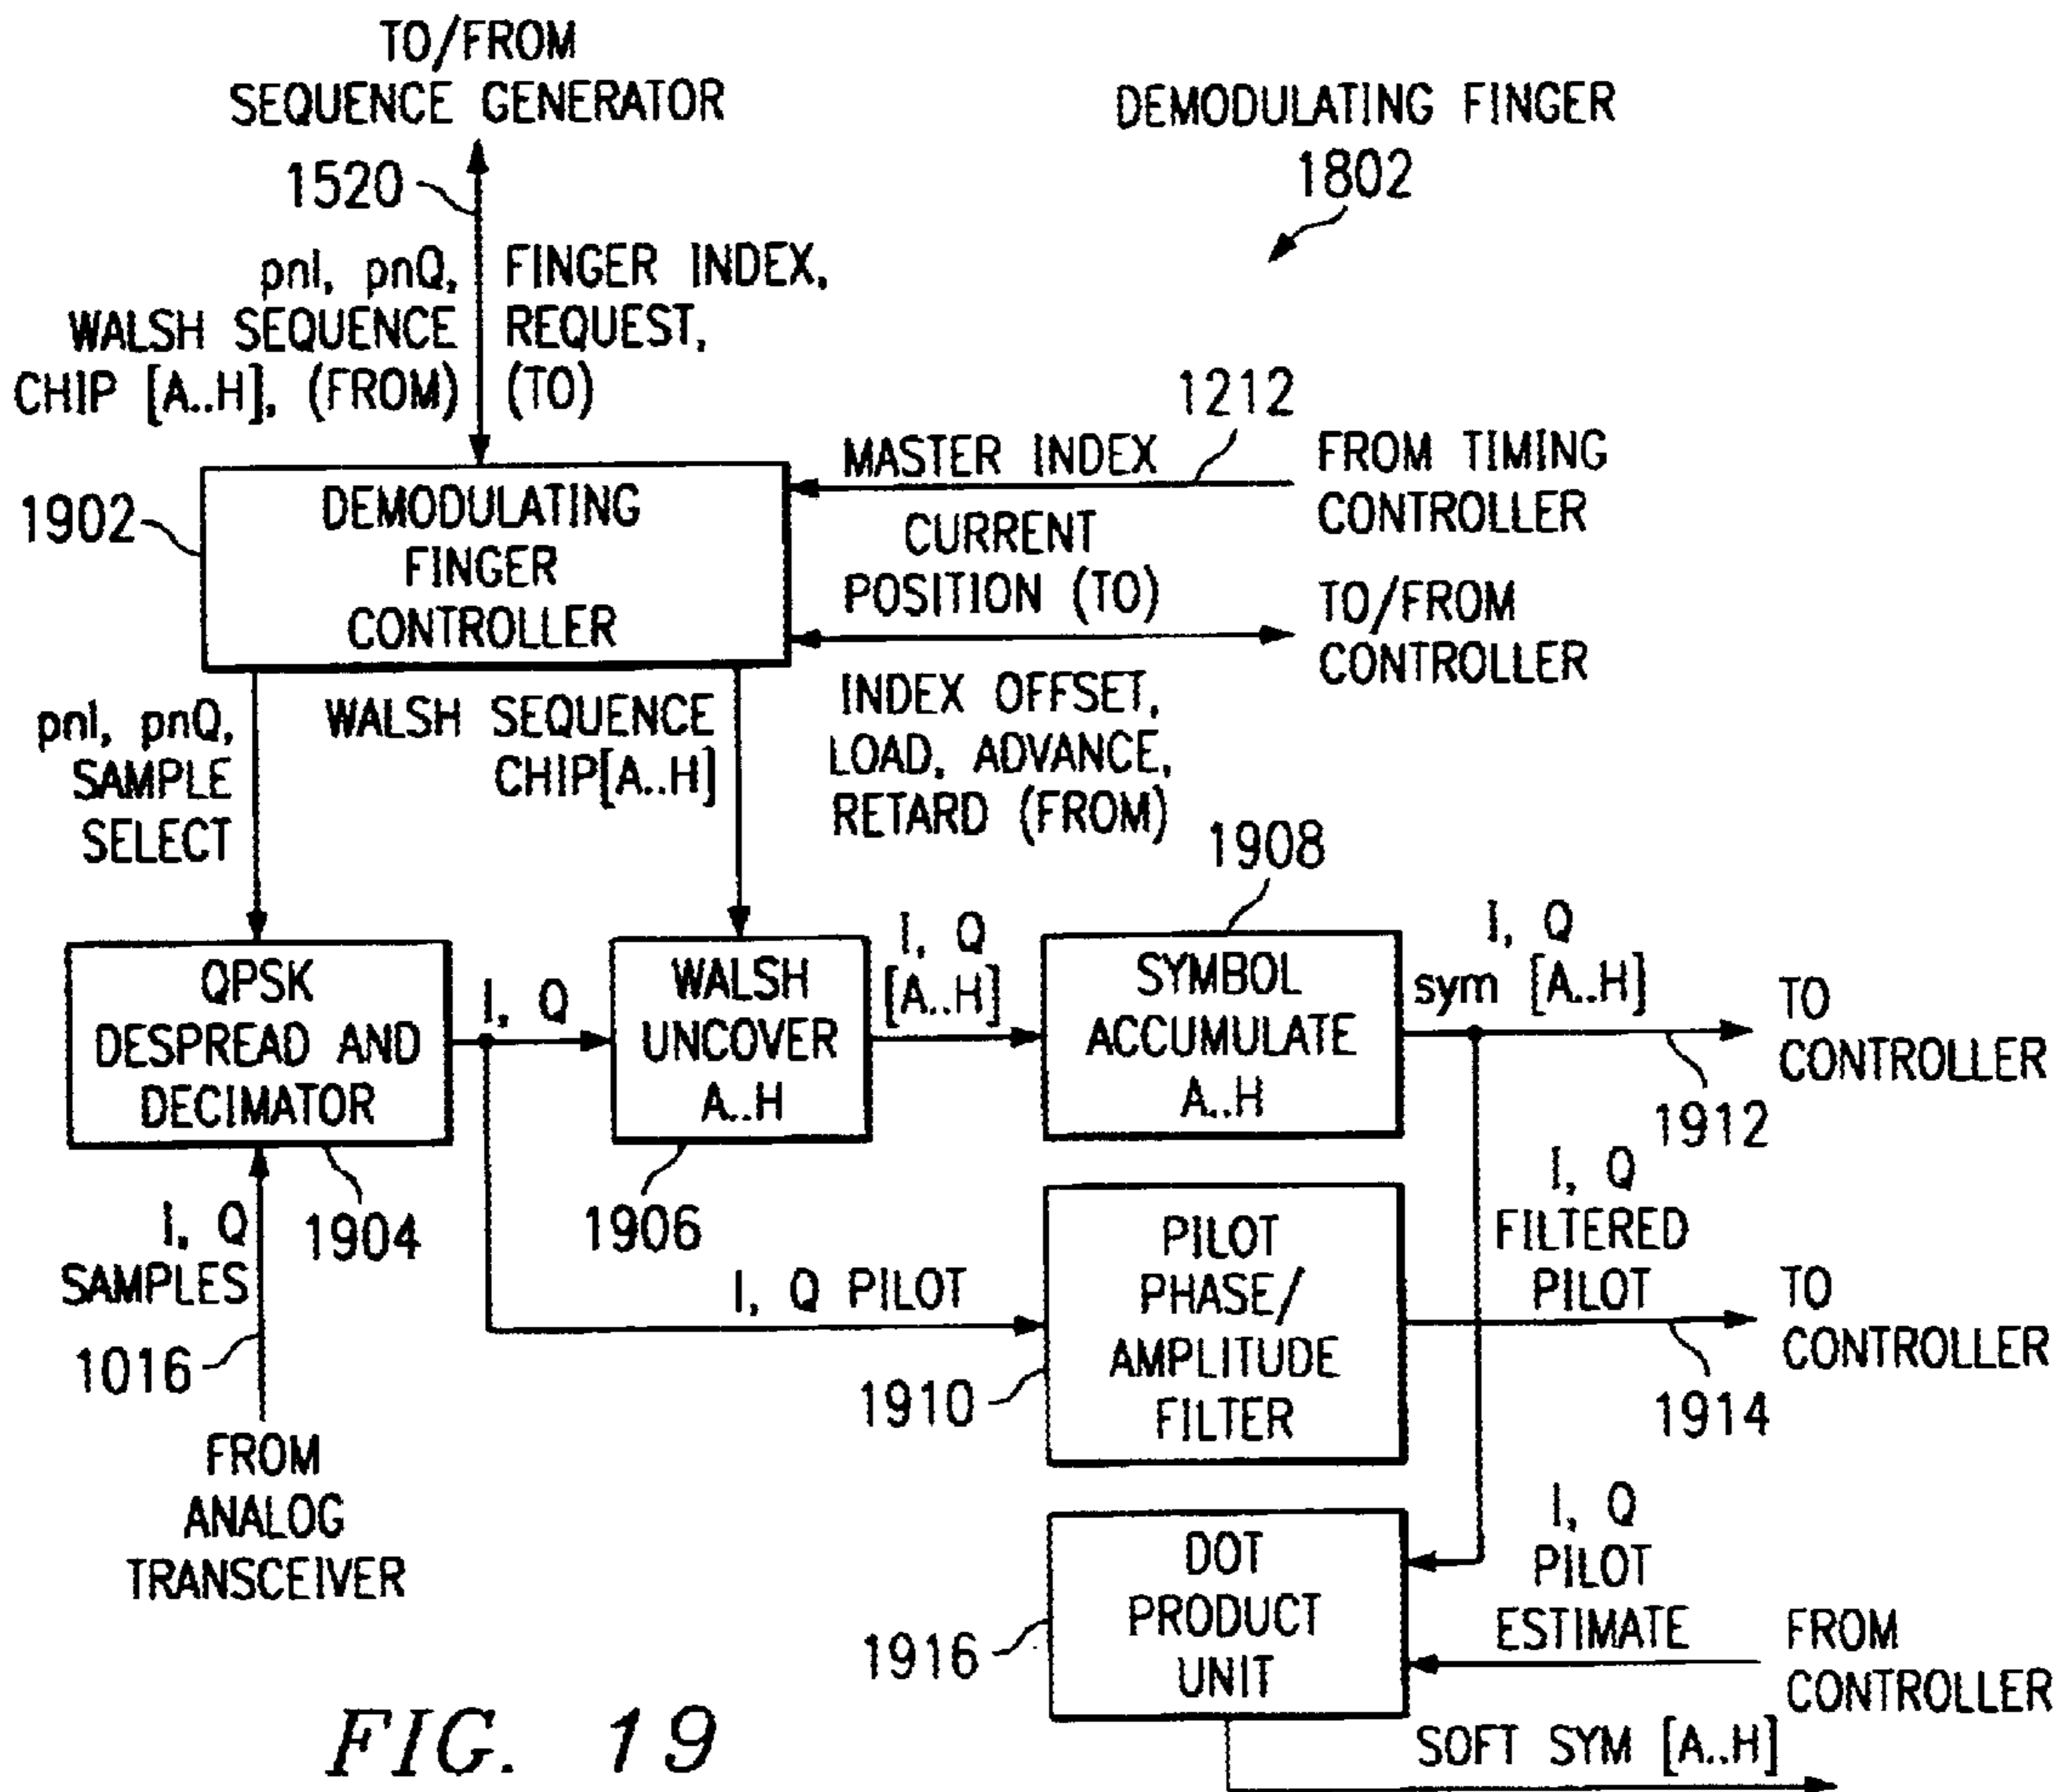 TO/FROM
SEQUENCE GENERATOR
DEMODULATING FINGER
1802
1520
pnI, pnQ,
WALSH SEQUENCE
CHIP [A..H], (FROM)
FINGER INDEX,
REQUEST,
(TO)
1212
MASTER INDEX
FROM TIMING
CONTROLLER
1902
DEMODULATING
FINGER
CONTROLLER
CURRENT
POSITION (TO)
TO/FROM
CONTROLLER
INDEX OFFSET,
LOAD, ADVANCE,
RETARD (FROM)
pnI, pnQ,
SAMPLE
SELECT
WALSH SEQUENCE
CHIP[A..H]
1908
QPSK
DESPREAD AND
DECIMATOR
I, Q
WALSH
UNCOVER
A..H
I, Q
[A..H]
SYMBOL
ACCUMULATE
A..H
I, Q
sym [A..H]
TO
CONTROLLER
1912
I, Q
SAMPLES
1904
1906
1016
FROM
ANALOG
TRANSCEIVER
I, Q PILOT
PILOT
PHASE/
AMPLITUDE
FILTER
1910
I, Q
FILTERED
PILOT
TO
CONTROLLER
1914
DOT
PRODUCT
UNIT
1916
I, Q
PILOT
ESTIMATE
FROM
CONTROLLER
SOFT SYM [A..H]
FIG. 19